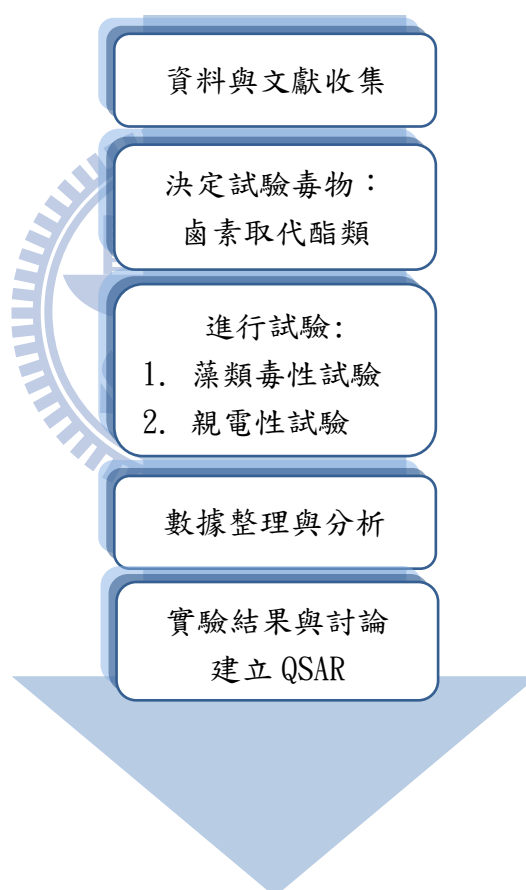 資料與文獻收集
決定試驗毒物：
鹵素取代酯類
進行試驗:
1. 藻類毒性試驗
2. 親電性試驗
數據整理與分析
實驗結果與討論
建立 QSAR